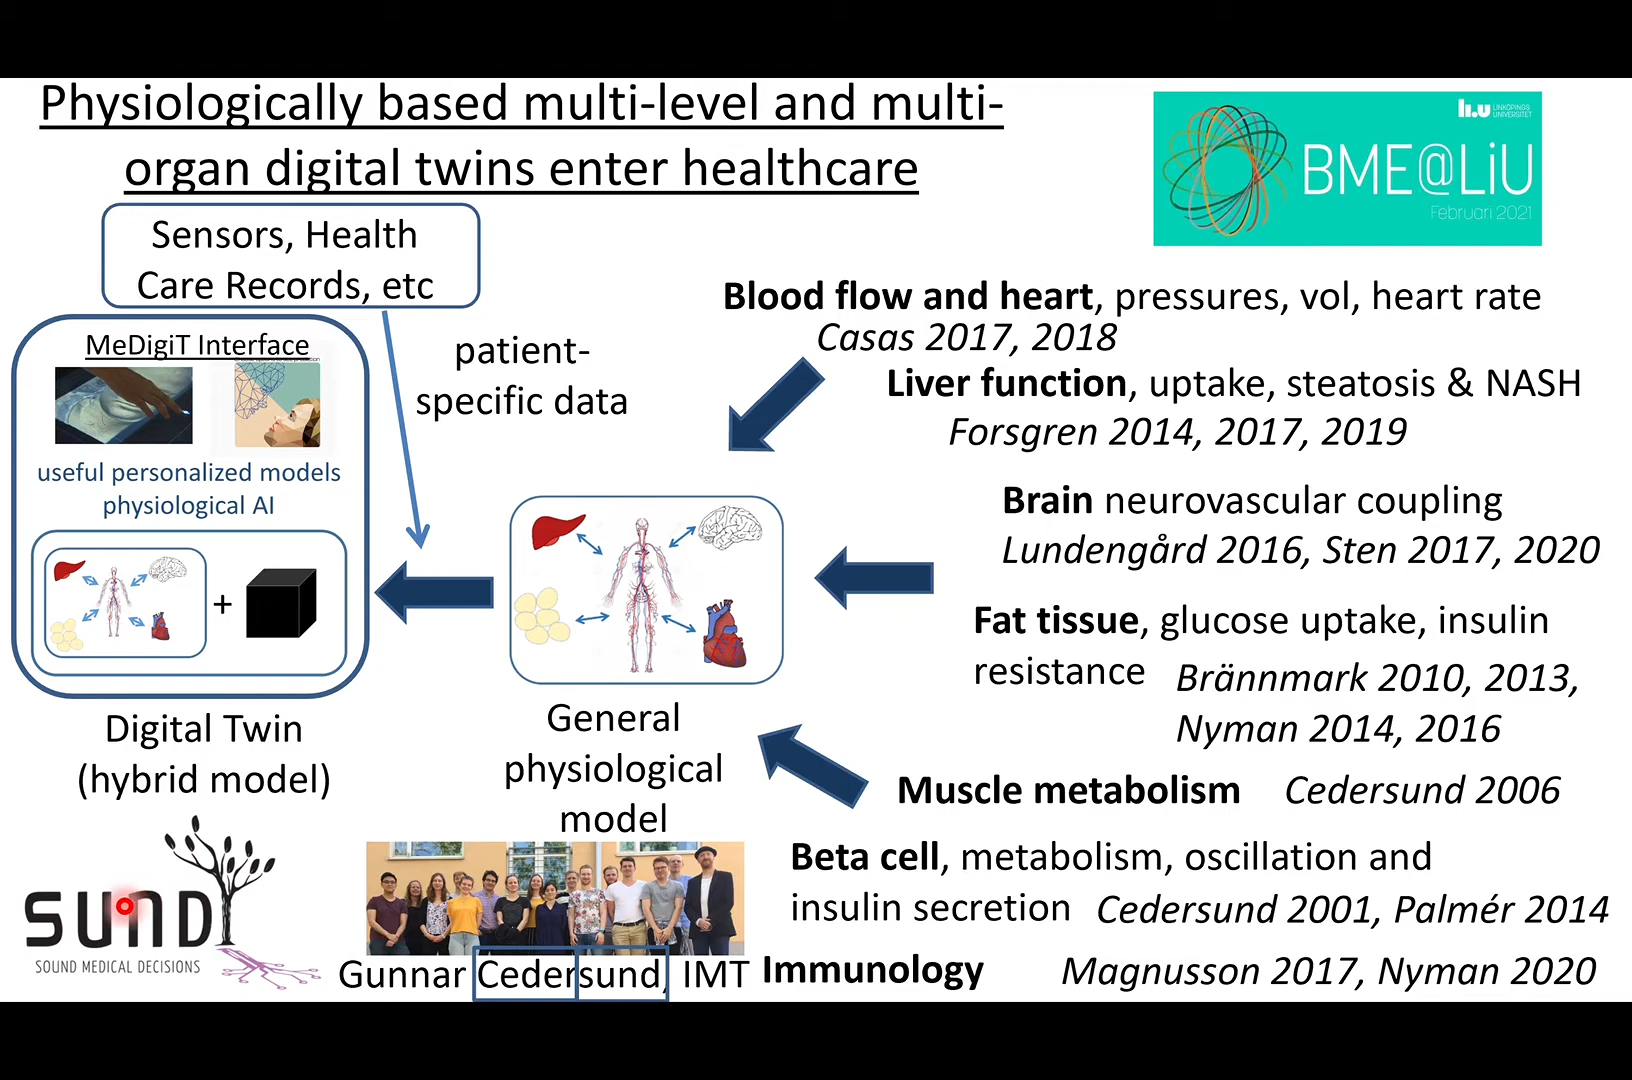 Physiologically based multi-level and multi-
organ digital twins enter healthcare
LiU LINKÖPINGS
UNIVERSITET
BME@LiU
Februari 2021
Sensors, Health
Care Records, etc
MeDigiT Interface
useful personalized models
physiological AI
+
Digital Twin
(hybrid model)
patient-
specific data
General
physiological
model
Blood flow and heart, pressures, vol, heart rate
Casas 2017, 2018
Liver function, uptake, steatosis & NASH
Forsgren 2014, 2017, 2019
Brain neurovascular coupling
Lundengård 2016, Sten 2017, 2020
Fat tissue, glucose uptake, insulin
resistance Brännmark 2010, 2013,
Nyman 2014, 2016
Muscle metabolism Cedersund 2006
Beta cell, metabolism, oscillation and
insulin secretion Cedersund 2001, Palmér 2014
Immunology Magnusson 2017, Nyman 2020
SUND
SOUND MEDICAL DECISIONS
Gunnar Cedersund, IMT